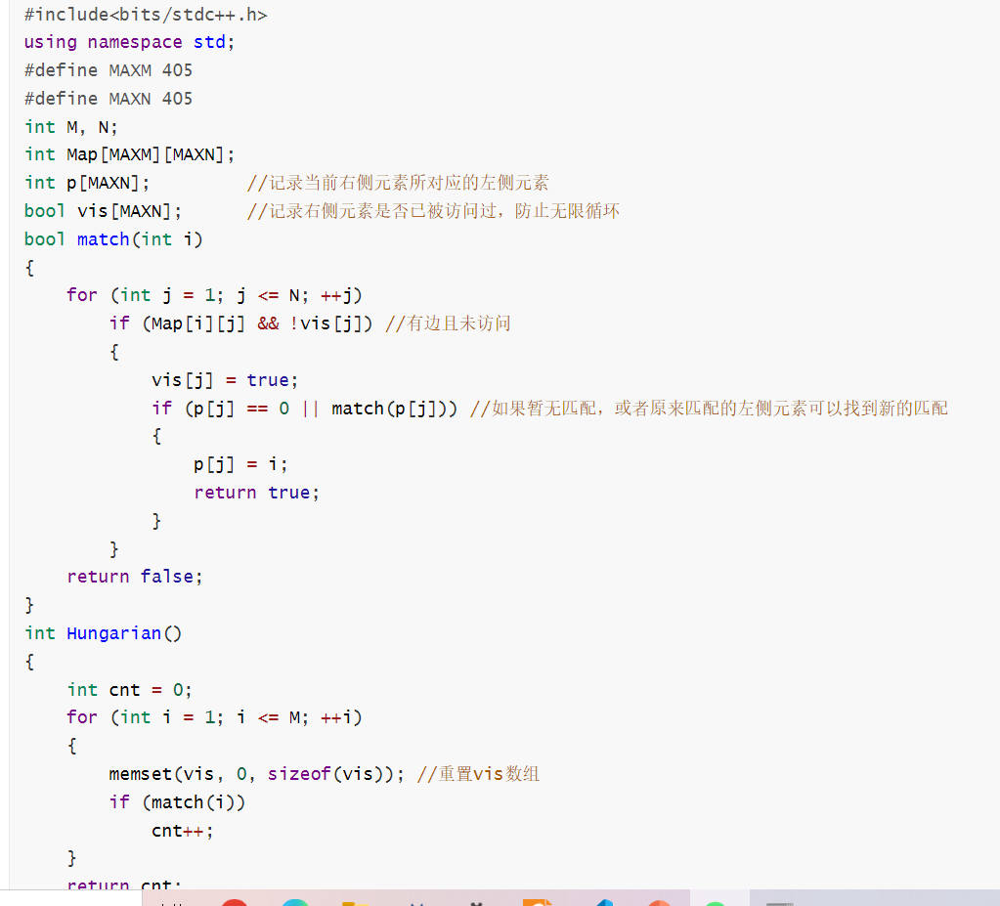 #include<bits/stdc++.h>
using namespace std;
#define MAXM 405
#define MAXN 405
int M, N;
int Map[MAXM][MAXN];
int p[MAXN];         //记录当前右侧元素所对应的左侧元素
bool vis[MAXN];      //记录右侧元素是否已被访问过，防止无限循环
bool match(int i)
{
    for (int j = 1; j <= N; ++j)
        if (Map[i][j] && !vis[j]) //有边且未访问
        {
            vis[j] = true;
            if (p[j] == 0 || match(p[j])) //如果暂无匹配，或者原来匹配的左侧元素可以找到新的匹配
            {
                p[j] = i;
                return true;
            }
        }
    return false;
}
int Hungarian()
{
    int cnt = 0;
    for (int i = 1; i <= M; ++i)
    {
        memset(vis, 0, sizeof(vis)); //重置vis数组
        if (match(i))
            cnt++;
    }
    return cnt;